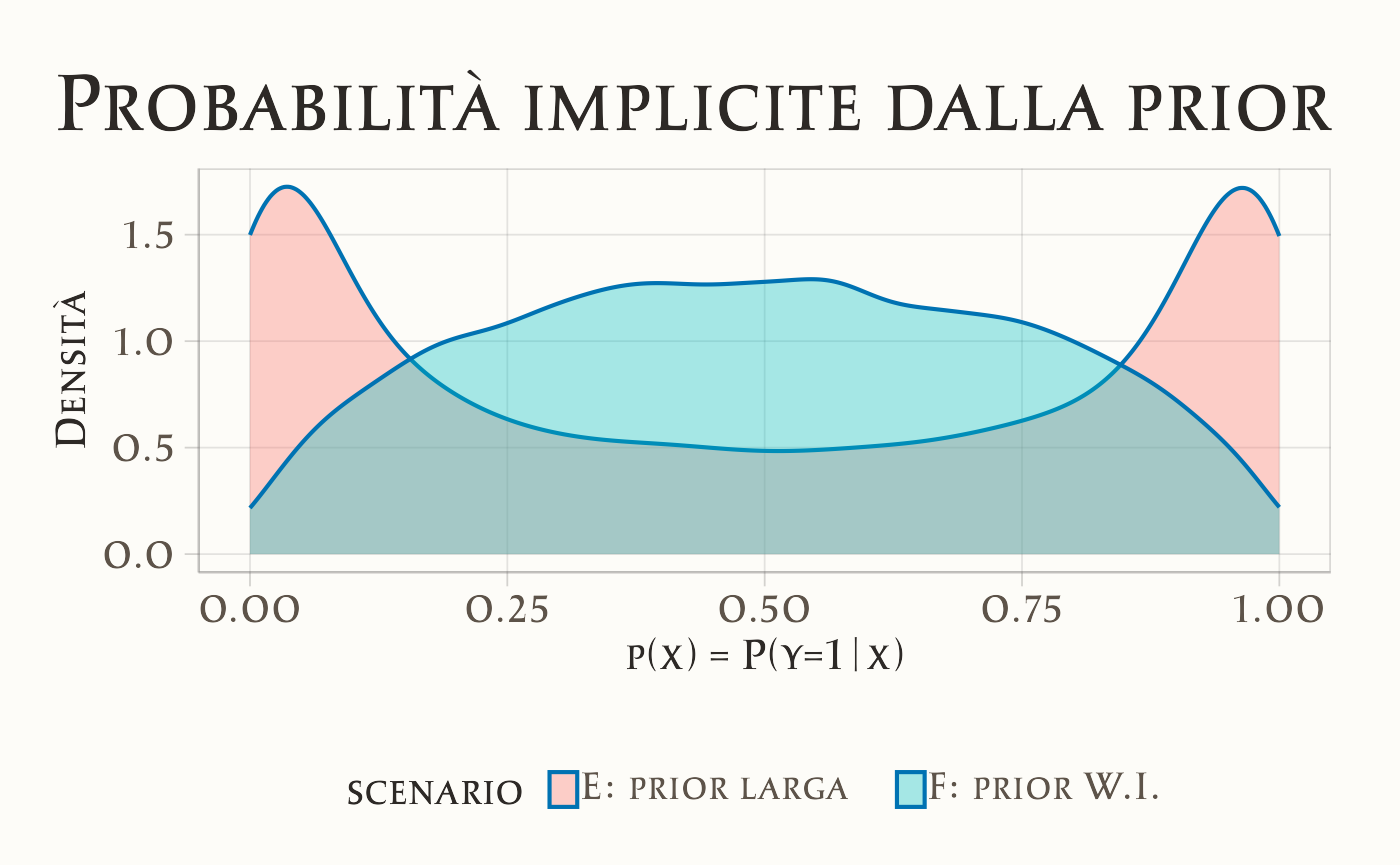 Probabilità implicite dalla prior
Densità
1.5
1.0
0.5
0.0
0.00 0.25 0.50 0.75 1.00
p(x) = P(y=1|x)
scenario E: prior larga F: prior W.I.